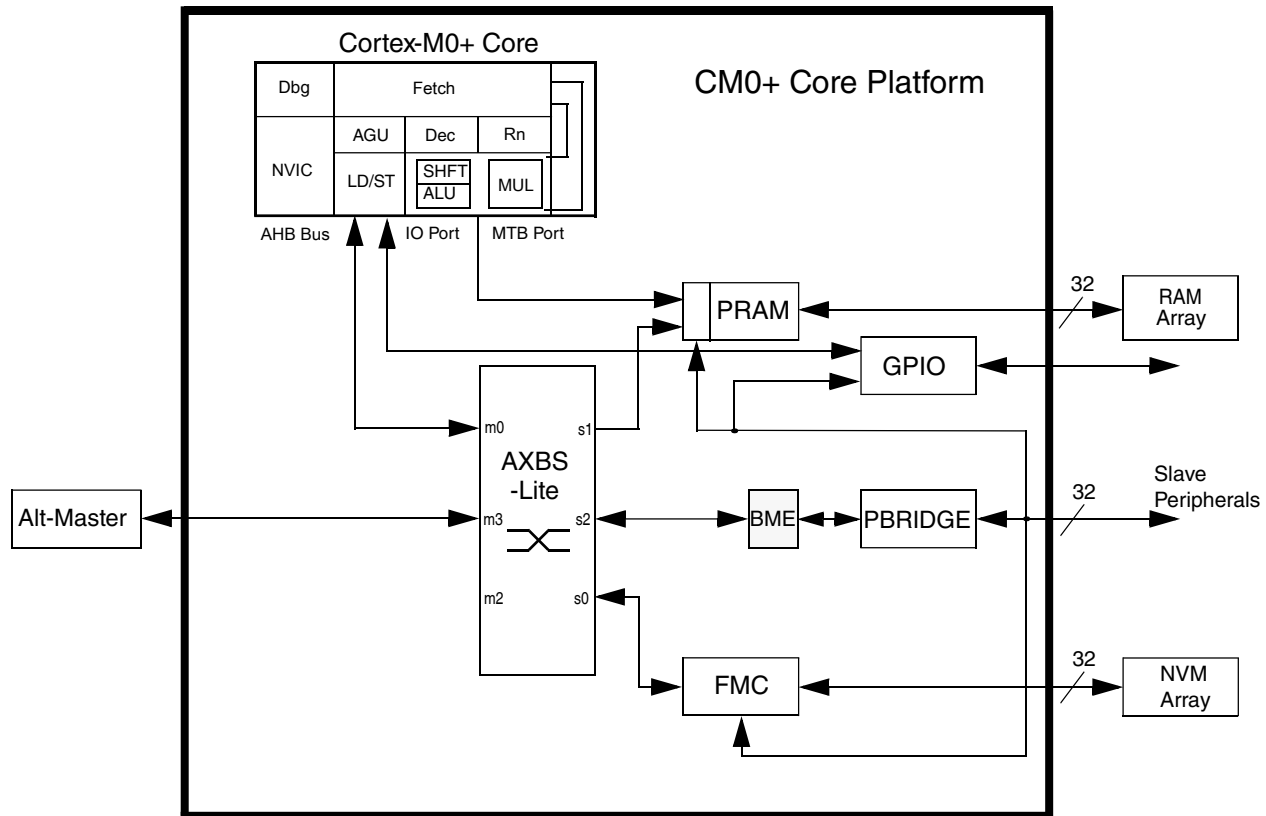 Cortex-M0+ Core
CM0+ Core Platform
Dbg
Fetch
AGU
Dec
Rn
NVIC
LD/ST
SHFT
ALU
MUL
AHB Bus
IO Port
MTB Port
PRAM
32
RAM
Array
GPIO
m0
s1
AXBS
-Lite
Alt-Master
m3
s2
BME
PBRIDGE
32
Slave
Peripherals
m2
s0
FMC
32
NVM
Array